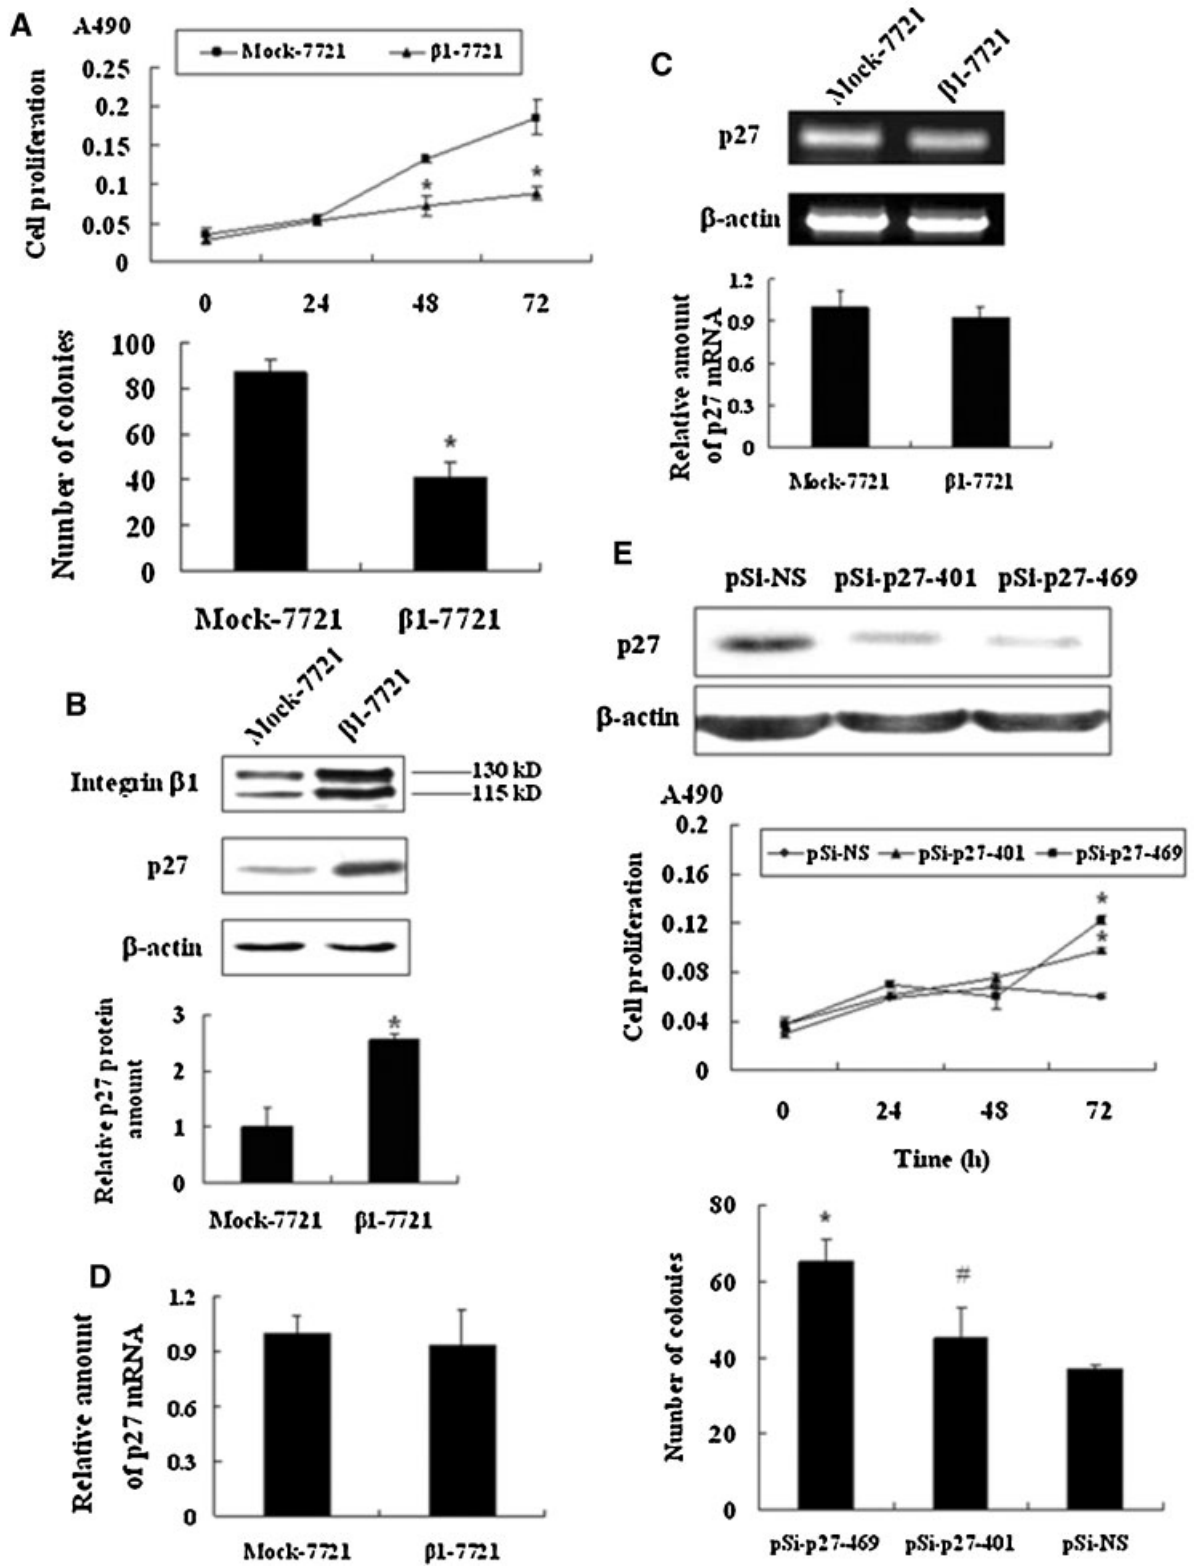 A
A490
Mock-7721
β1-7721
Cell proliferation
0.25
0.2
0.15
0.1
0.05
0
*
*
0
24
48
72
Number of colonies
100
80
60
40
20
0
*
Mock-7721
β1-7721
B
Mock-7721
β1-7721
Integrin β1
130 kD
115 kD
p27
β-actin
Relative p27 protein
amount
3
2
1
0
*
Mock-7721
β1-7721
C
Mock-7721
β1-7721
p27
β-actin
Relative amount
of p27 mRNA
1.2
0.9
0.6
0.3
0
Mock-7721
β1-7721
D
Relative amount
of p27 mRNA
1.2
0.9
0.6
0.3
0
Mock-7721
β1-7721
E
pSi-NS
pSi-p27-401
pSi-p27-469
p27
β-actin
A490
pSi-NS
pSi-p27-401
pSi-p27-469
Cell proliferation
0.2
0.16
0.12
0.08
0.04
0
*
*
0
24
48
72
Time (h)
Number of colonies
80
60
40
20
0
*
#
pSi-p27-469
pSi-p27-401
pSi-NS